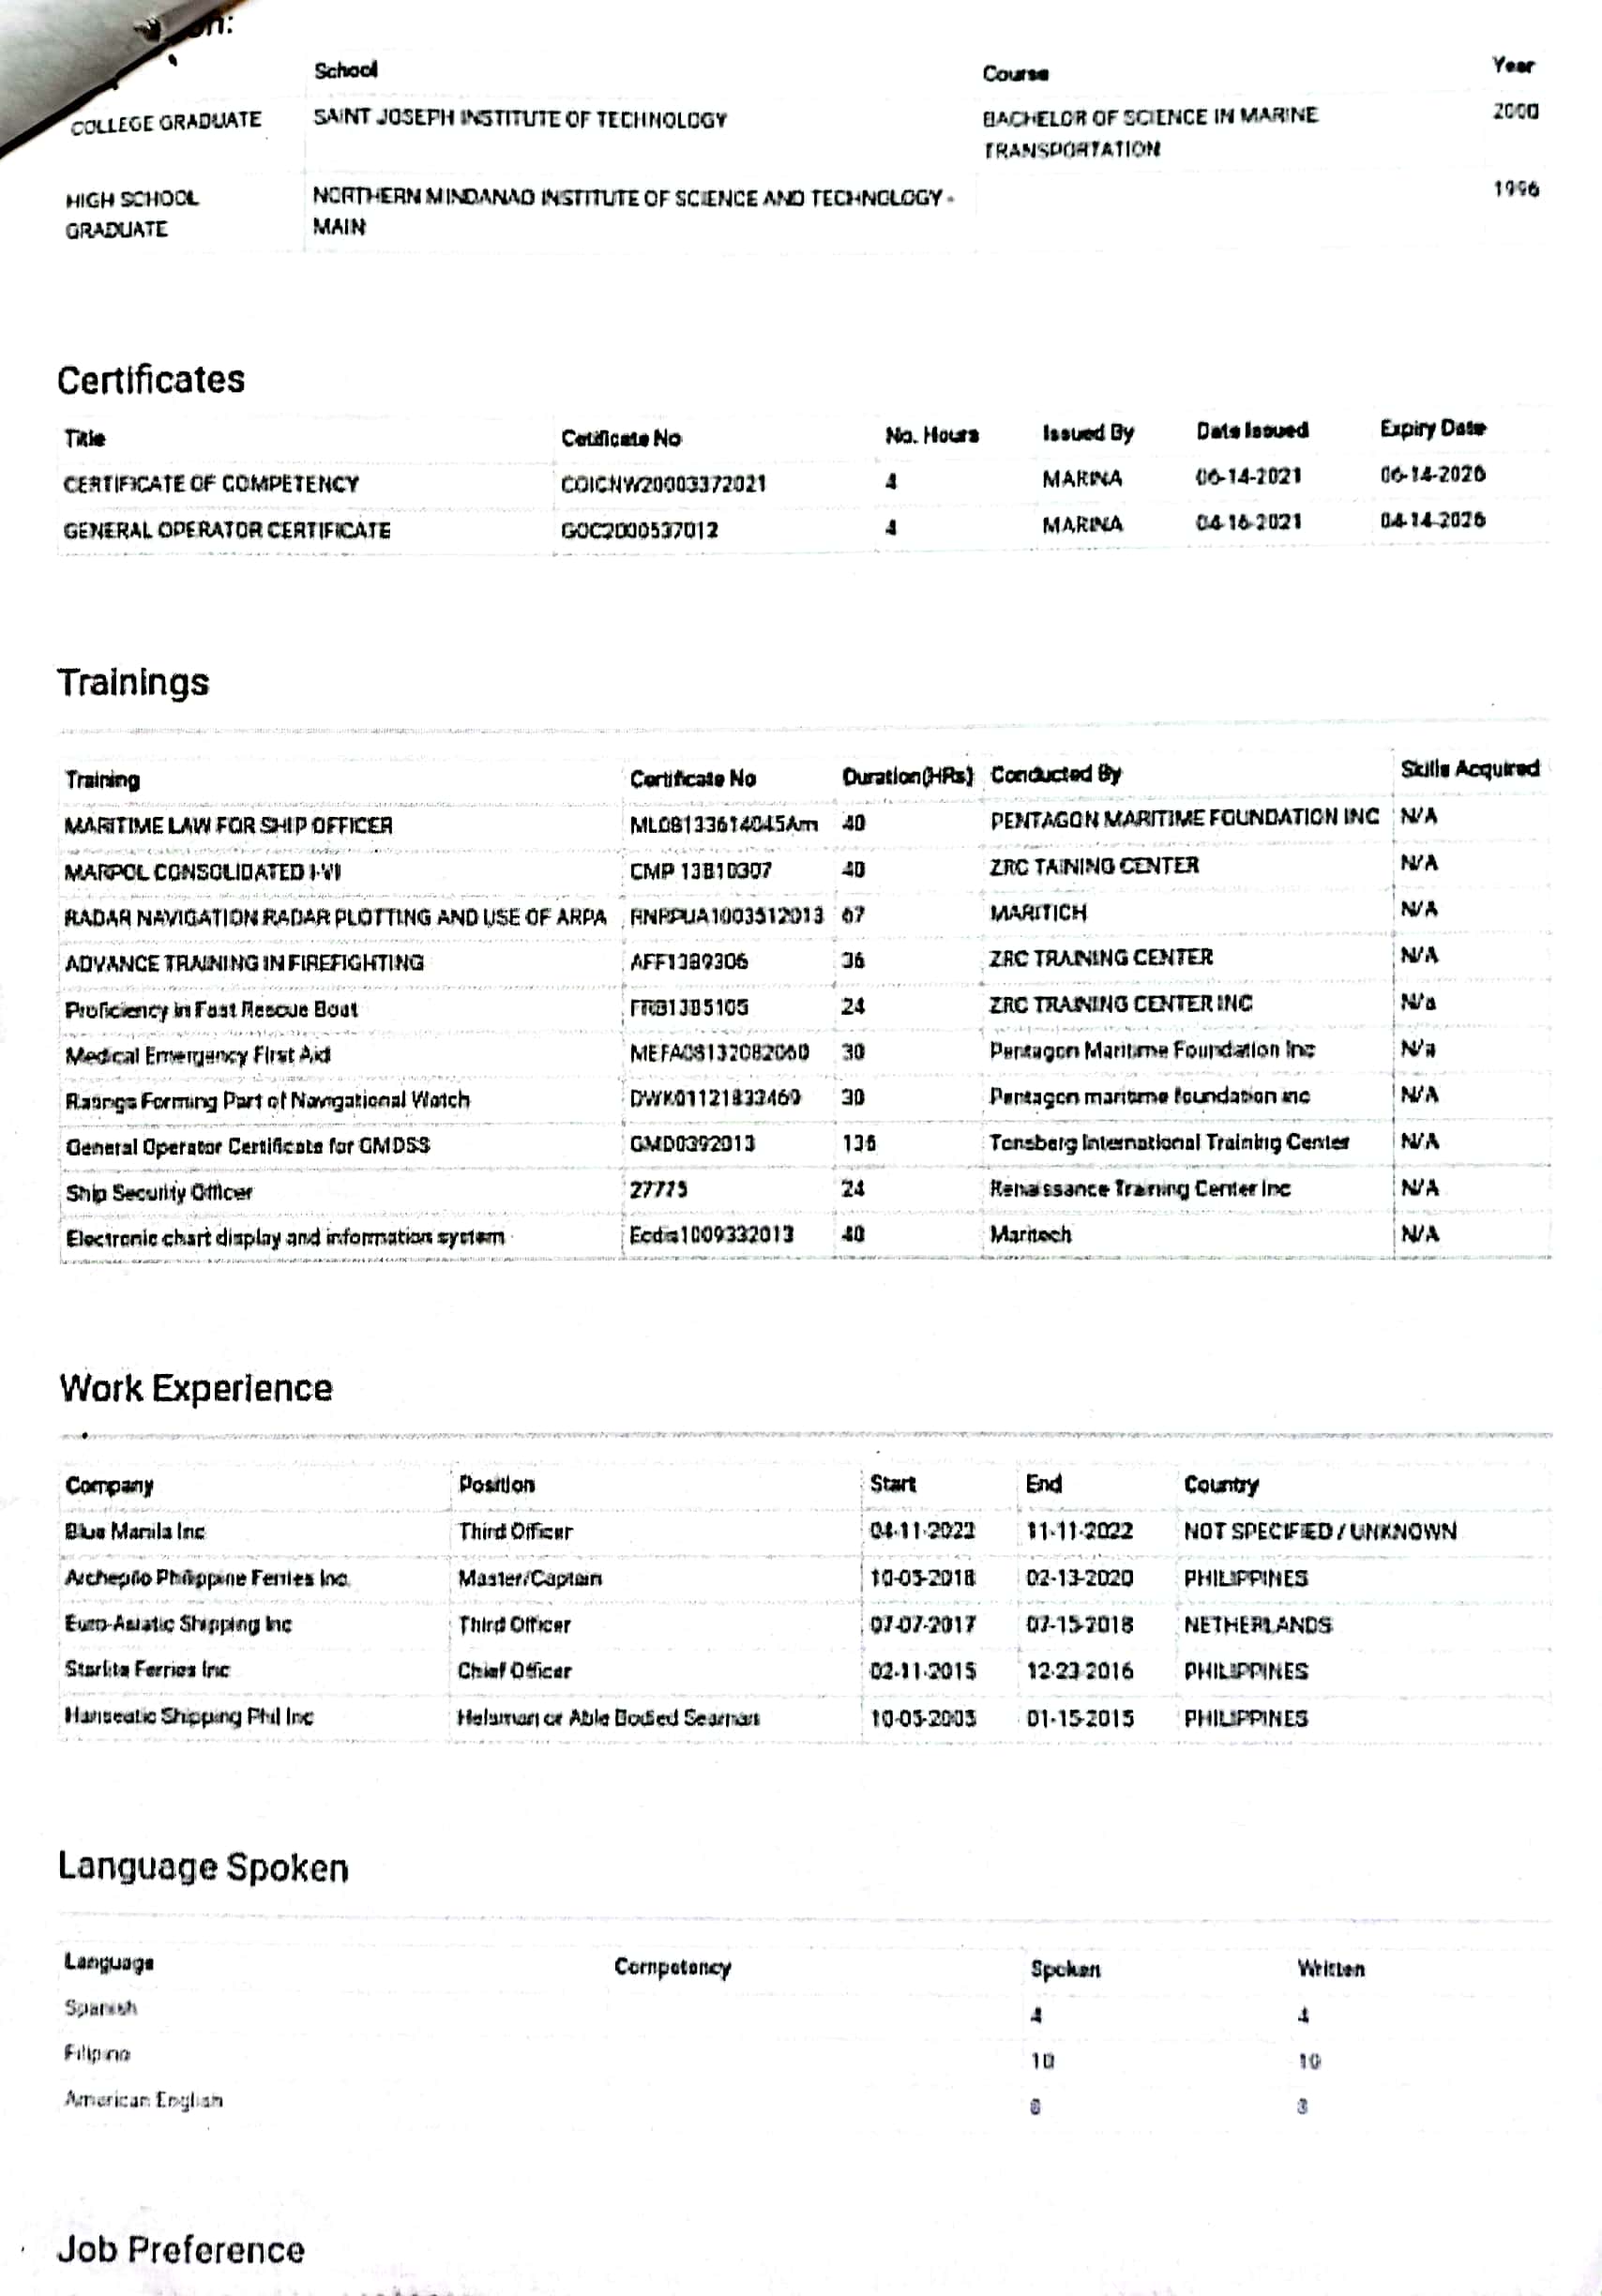 School Course Year
COLLEGE GRADUATE SAINT JOSEPH INSTITUTE OF TECHNOLOGY BACHELOR OF SCIENCE IN MARINE 2000
TRANSPORTATION
HIGH SCHOOL NORTHERN MINDANAO INSTITUTE OF SCIENCE AND TECHNOLOGY - 1996
GRADUATE MAIN
Certificates
Title Cetificate No No. Hours Issued By Date Issued Expiry Date
CERTIFICATE OF COMPETENCY COICNW20003372021 4 MARINA 06-14-2021 06-14-2026
GENERAL OPERATOR CERTIFICATE GOC2000537012 4 MARINA 04-16-2021 04-14-2026
Trainings
Training Certificate No Duration(HRs) Conducted By Skills Acquired
MARITIME LAW FOR SHIP OFFICER 40 PENTAGON MARITIME FOUNDATION INC N/A
MARPOL CONSOLIDATED I-VI CMP 13810307 40 ZRC TAINING CENTER N/A
RADAR NAVIGATION RADAR PLOTTING AND USE OF ARPA RNRPUA1003512013 67 MARITICH N/A
ADVANCE TRAINING IN FIREFIGHTING AFF1389306 36 ZRC TRAINING CENTER N/A
Proficiency in Fast Rescue Boat FRB1385105 24 ZRC TRAINING CENTER INC N/a
Medical Emergency First Aid 30 Pentagon Maritime Foundation Inc N/a
Ratings Forming Part of Navigational Watch 30 Pentagon maritime foundation inc N/A
General Operator Certificate for GMDSS GMD0392013 136 Tonsberg International Training Center N/A
Ship Security Officer 27775 24 Renaissance Training Center Inc N/A
Electronic chart display and information system Ecdis1009332013 40 Maritech N/A
Work Experience
Company Position Start End Country
Blue Manila Inc Third Officer 04-11-2022 11-11-2022 NOT SPECIFIED / UNKNOWN
Philippine Ferries Inc Master/Captain 10-05-2018 02-13-2020 PHILIPPINES
Euro-Asiatic Shipping Inc Third Officer 07-07-2017 07-15-2018 NETHERLANDS
Starlite Ferries Inc Chief Officer 02-11-2015 12-23-2016 PHILIPPINES
Hanseatic Shipping Phil Inc Helsman or Able Bodied Seaman 10-05-2005 01-15-2015 PHILIPPINES
Language Spoken
Language Competency Spoken Written
Spanish 4 4
Filipino 10 10
American English 8 8
Job Preference